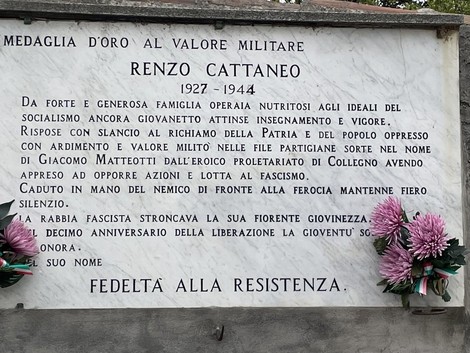 MEDAGLIA D'ORO AL VALORE MILITARE
RENZO CATTANEO
1927-1944
DA FORTE E GENEROSA FAMIGLIA OPERAIA NUTRITOSI AGLI IDEALI DEL
SOCIALISMO ANCORA GIOVANETTO ATTINSE INSEGNAMENTO E VIGORE.
RISPOSE CON SLANCIO AL RICHIAMO DELLA PATRIA E DEL POPOLO OPPRESSO
CON ARDIMENTO E VALORE MILITÒ NELLE FILE PARTIGIANE SORTE NEL NOME
DI GIACOMO MATTEOTTI DALL'EROICO PROLETARIATO DI COLLEGNO AVENDO
APPRESO AD OPPORRE AZIONI E LOTTA AL FASCISMO.
CADUTO IN MANO DEL NEMICO DI FRONTE ALLA FEROCIA MANTENNE FIERO
SILENZIO.
LA RABBIA FASCISTA STRONCAVA LA SUA FIORENTE GIOVINEZZA.
DECIMO ANNIVERSARIO DELLA LIBERAZIONE LA GIOVENTÙ
ONORA
SUO NOME
FEDELTÀ ALLA RESISTENZA.